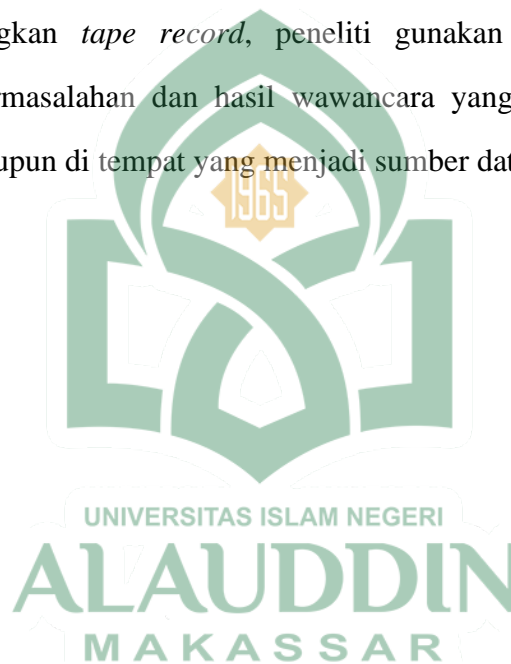 gkan tape record, peneliti gunakan
rmasalahan dan hasil wawancara yang
upun di tempat yang menjadi sumber dat
1965
UNIVERSITAS ISLAM NEGERI
ALAUDDIN
MAKASSAR